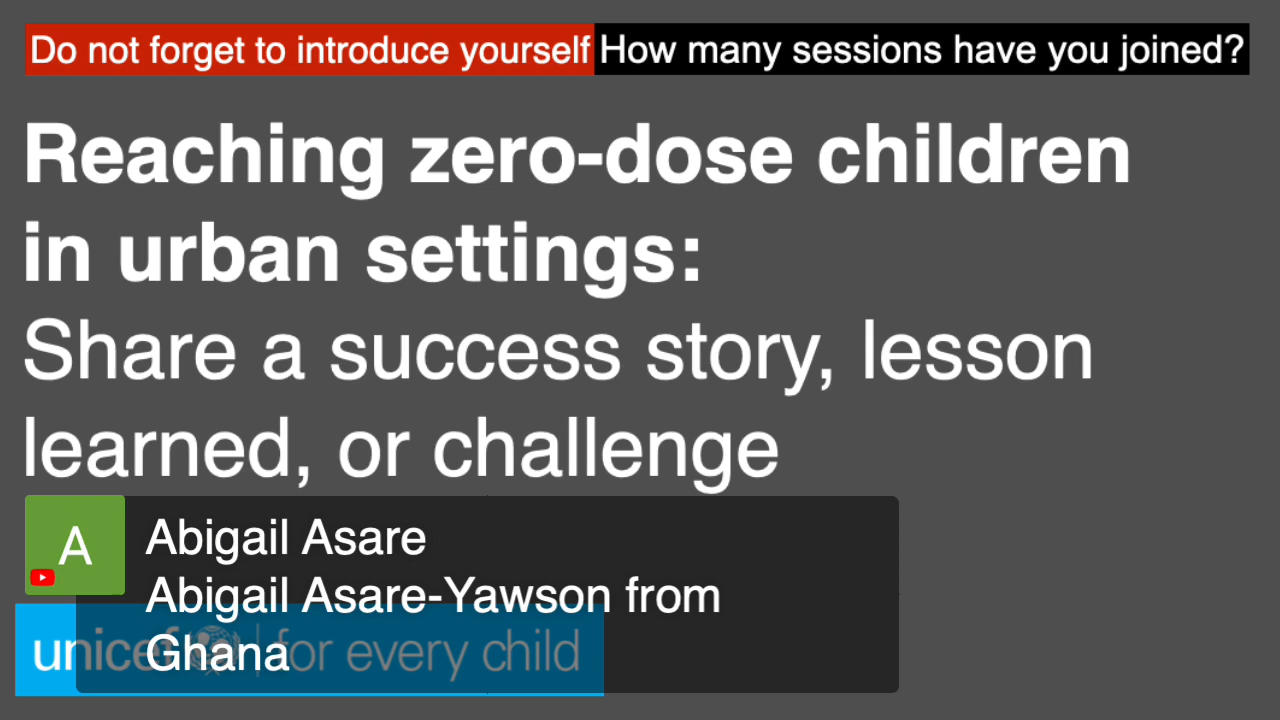 Do not forget to introduce yourself How many sessions have you joined?
Reaching zero-dose children
in urban settings:
Share a success story, lesson
learned, or challenge
A
Abigail Asare
Abigail Asare-Yawson from
Ghana
unicef for every child